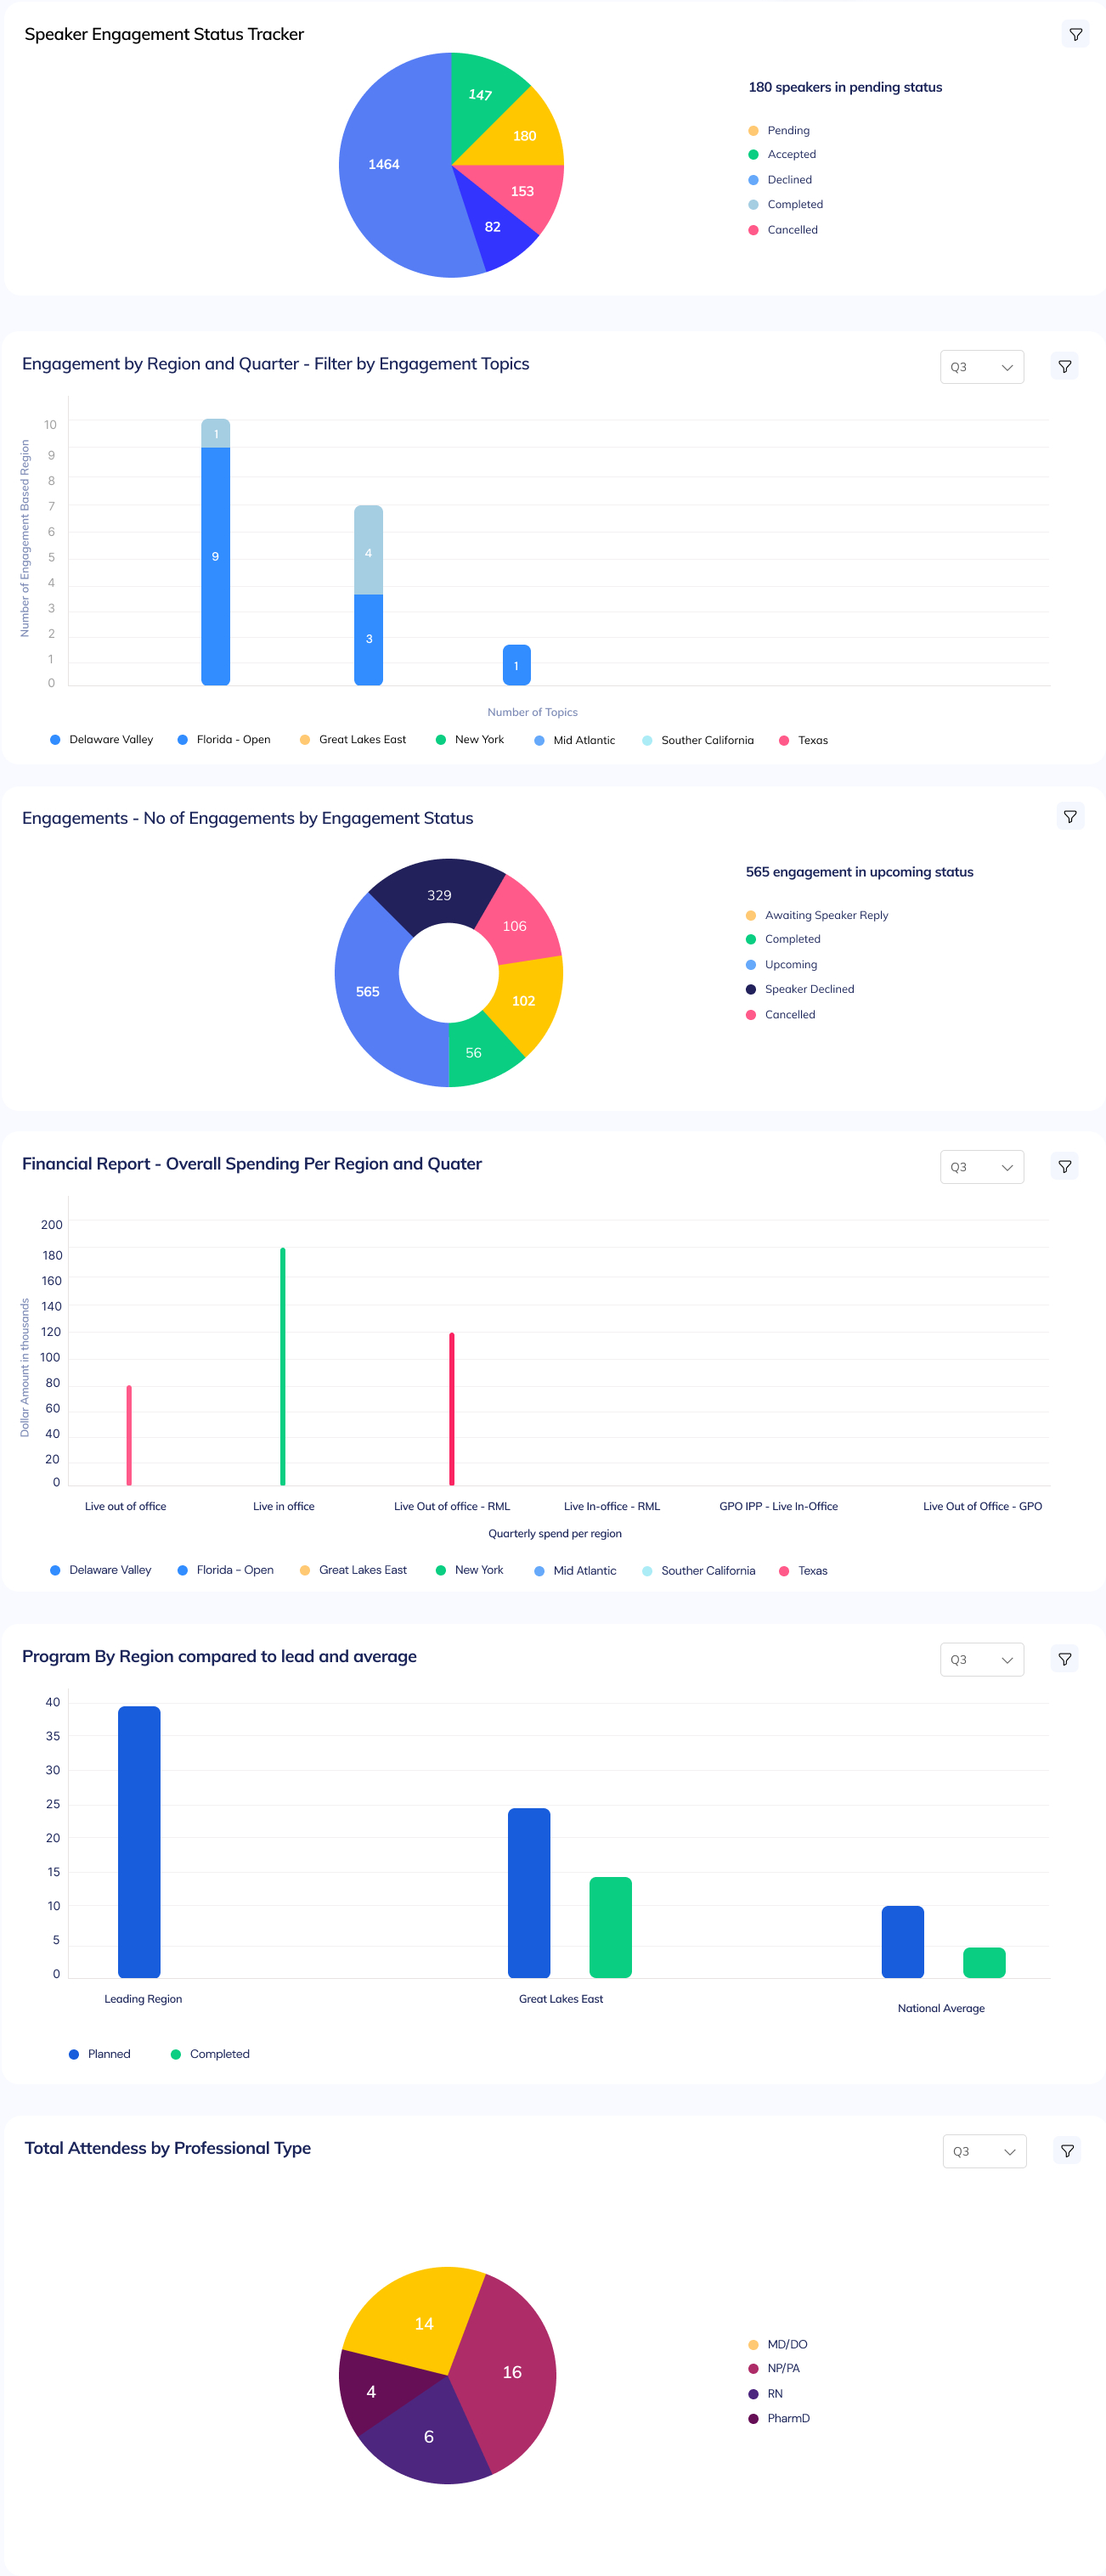 Speaker Engagement Status Tracker
147
180
1464
153
82
180 speakers in pending status
Pending
Accepted
Declined
Completed
Cancelled
Engagement by Region and Quarter - Filter by Engagement Topics
Q3
Number of Engagement Based Region
10
9
8
7
6
5
4
3
2
1
0
1
9
4
3
1
Number of Topics
Delaware Valley
Florida - Open
Great Lakes East
New York
Mid Atlantic
Souther California
Texas
Engagements - No of Engagements by Engagement Status
329
106
565
102
56
565 engagement in upcoming status
Awaiting Speaker Reply
Completed
Upcoming
Speaker Declined
Cancelled
Financial Report - Overall Spending Per Region and Quater
Q3
Dollar Amount in thousands
200
180
160
140
120
100
80
60
40
20
0
Live out of office
Live in office
Live Out of office - RML
Live In-office - RML
GPO IPP - Live In-Office
Live Out of Office - GPO
Quarterly spend per region
Delaware Valley
Florida - Open
Great Lakes East
New York
Mid Atlantic
Souther California
Texas
Program By Region compared to lead and average
Q3
40
35
30
25
20
15
10
5
0
Leading Region
Great Lakes East
National Average
Planned
Completed
Total Attendess by Professional Type
Q3
14
16
4
6
MD/DO
NP/PA
RN
PharmD